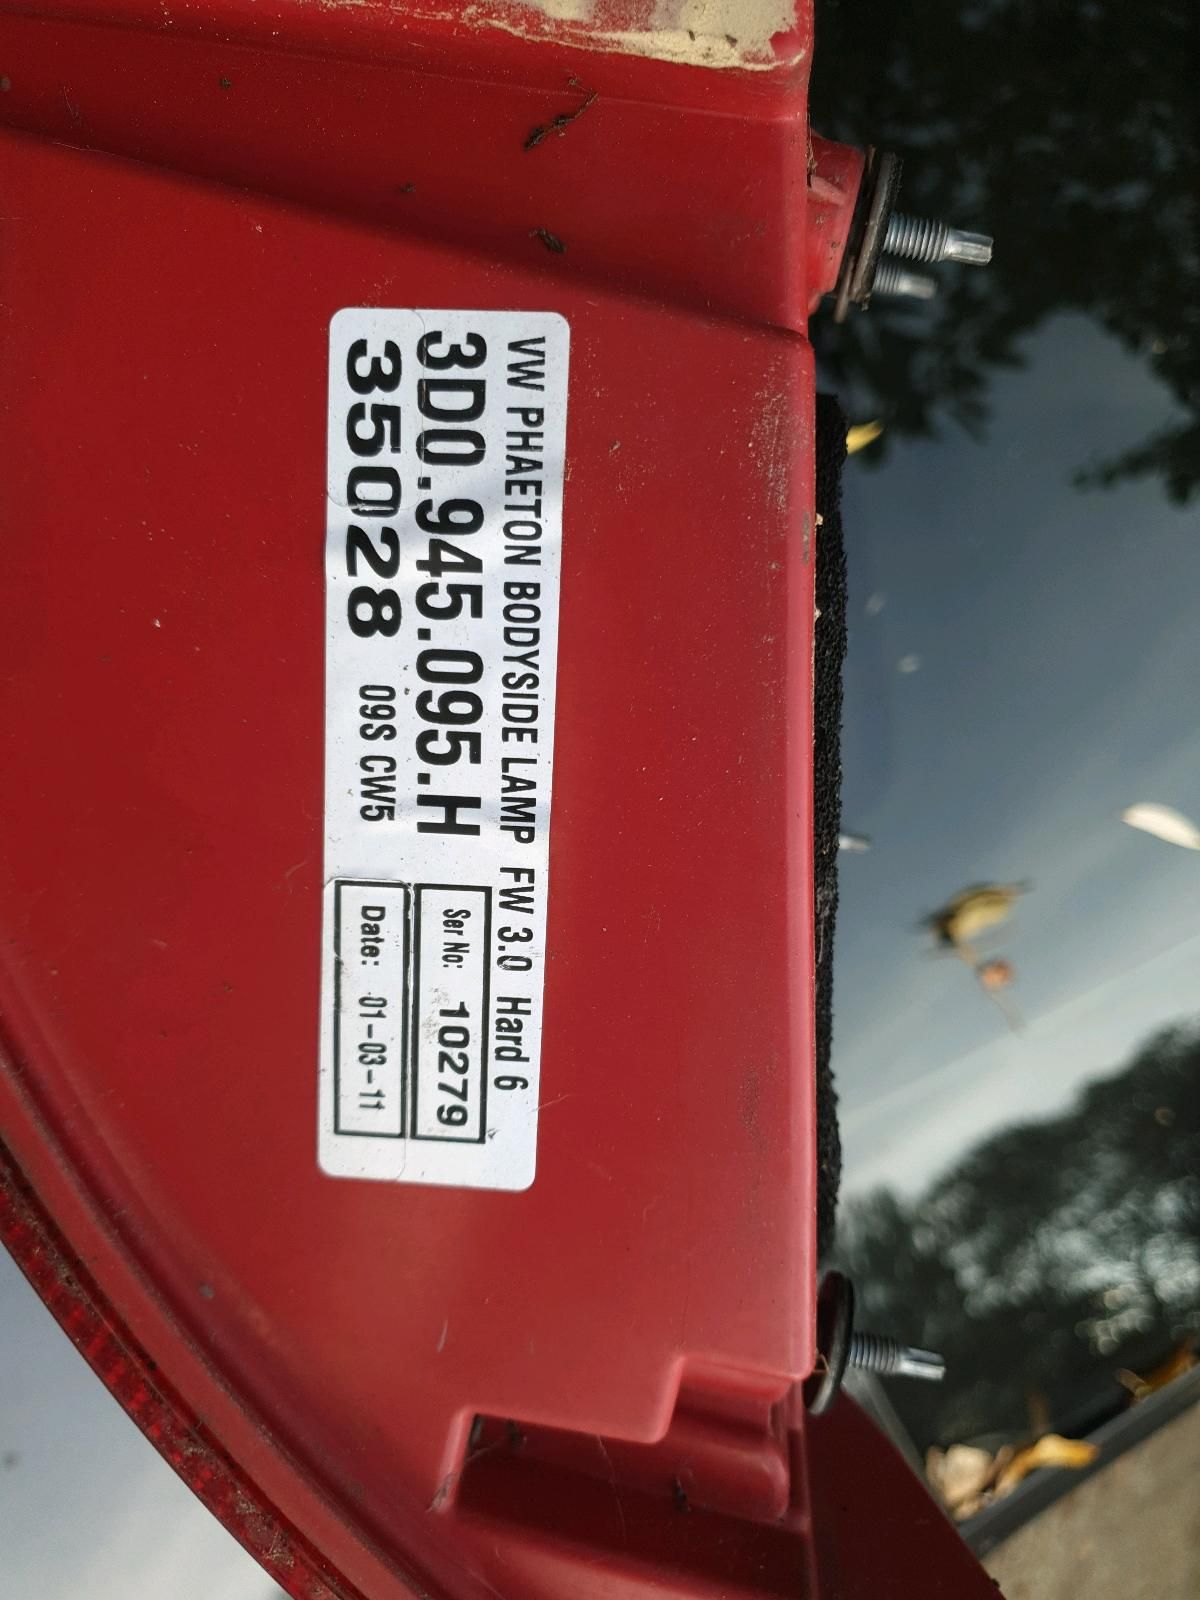 VW PHAETON BODYSIDE LAMP FW 3.0 Hard 6
3D0.945.095.H
Ser No: 10279
35028 09S CW5
Date: 01-03-11